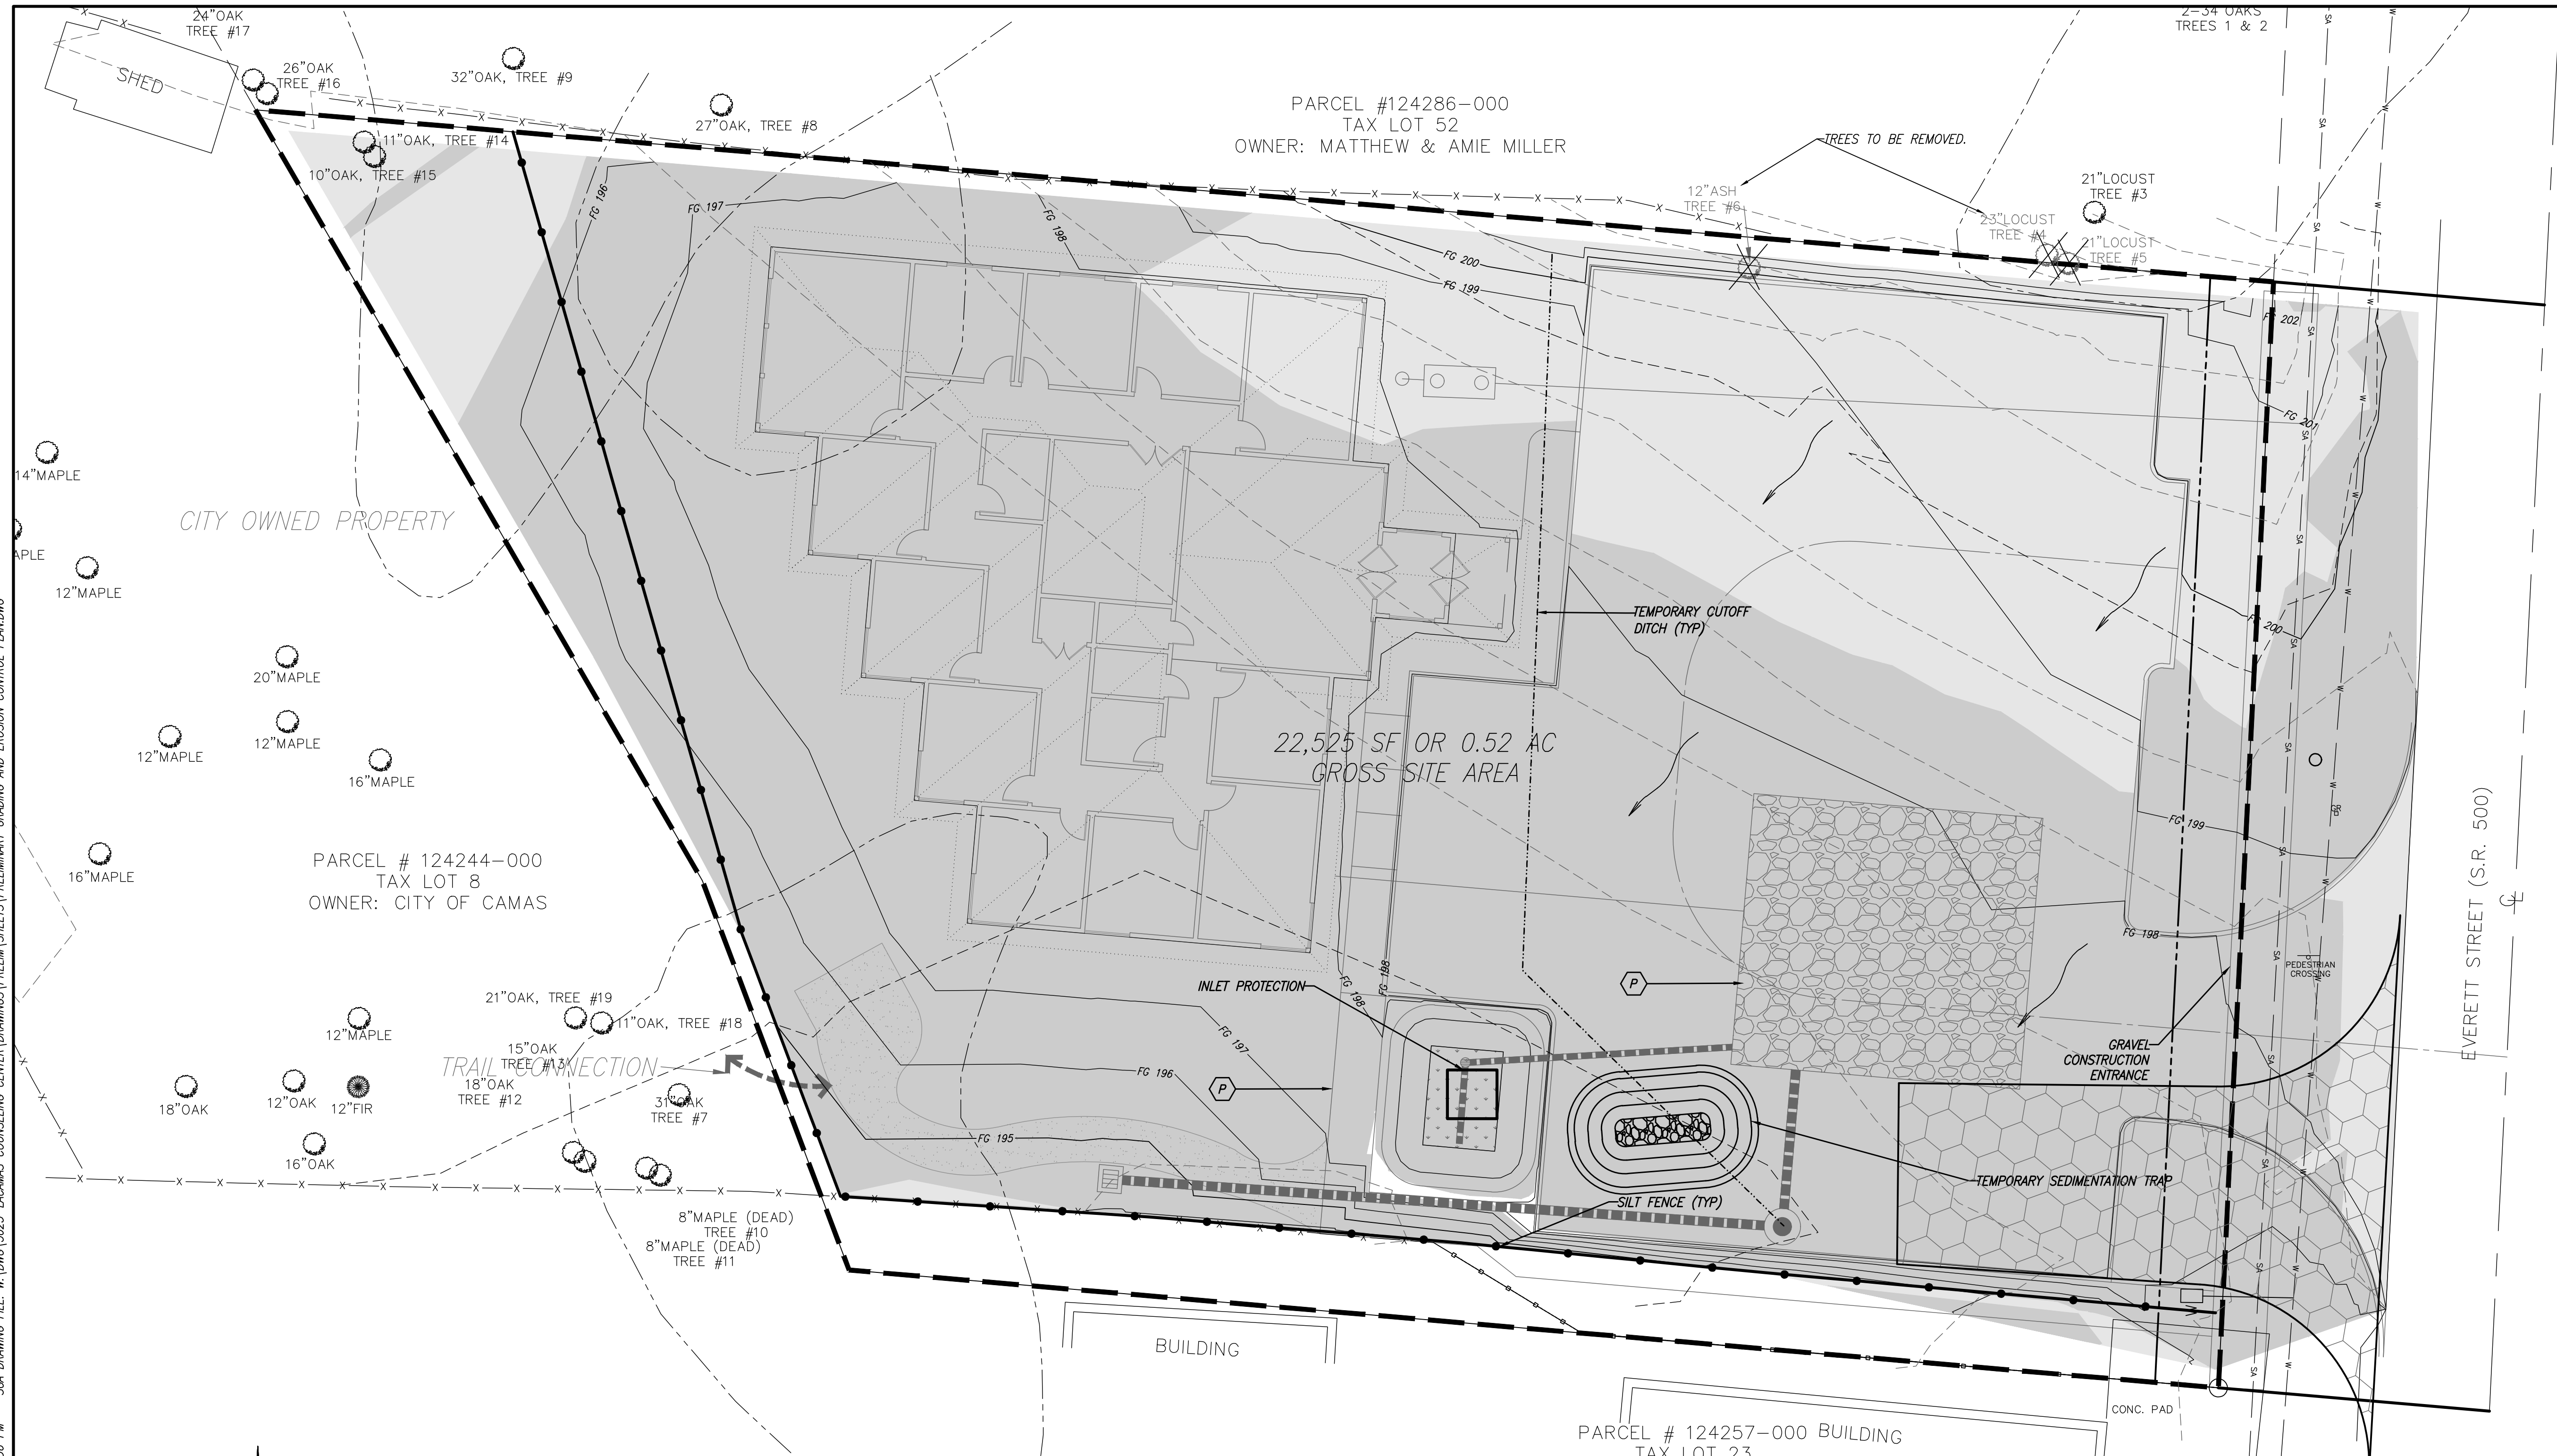 24"OAK
TREE #17
SHED
26"OAK
TREE #16
32"OAK, TREE #9
27"OAK, TREE #8
11"OAK, TREE #14
10"OAK, TREE #15
PARCEL #124286-000
TAX LOT 52
OWNER: MATTHEW & AMIE MILLER
TREES TO BE REMOVED.
2-34 OAKS
TREES 1 & 2
12"ASH
TREE #6
21"LOCUST
TREE #3
23"LOCUST
TREE #4
21"LOCUST
TREE #5
FG 196
FG 197
FG 198
FG 200
FG 199
FG 202
FG 201
FG 200
14"MAPLE
CITY OWNED PROPERTY
12"MAPLE
20"MAPLE
12"MAPLE
12"MAPLE
16"MAPLE
16"MAPLE
PARCEL # 124244-000
TAX LOT 8
OWNER: CITY OF CAMAS
TEMPORARY CUTOFF
DITCH (TYP)
22,525 SF OR 0.52 AC
GROSS SITE AREA
FG 199
FG 198
EVERETT STREET (S.R. 500)
PEDESTRIAN
CROSSING
INLET PROTECTION
P
FG 198
FG 198
FG 197
FG 196
P
FG 195
GRAVEL
CONSTRUCTION
ENTRANCE
TEMPORARY SEDIMENTATION TRAP
SILT FENCE (TYP)
21"OAK, TREE #19
11"OAK, TREE #18
12"MAPLE
15"OAK
TREE #13
TRAIL CONNECTION
18"OAK
TREE #12
31"OAK
TREE #7
18"OAK
12"OAK
12"FIR
16"OAK
8"MAPLE (DEAD)
TREE #10
8"MAPLE (DEAD)
TREE #11
BUILDING
CONC. PAD
PARCEL # 124257-000
BUILDING
TAX LOT 23